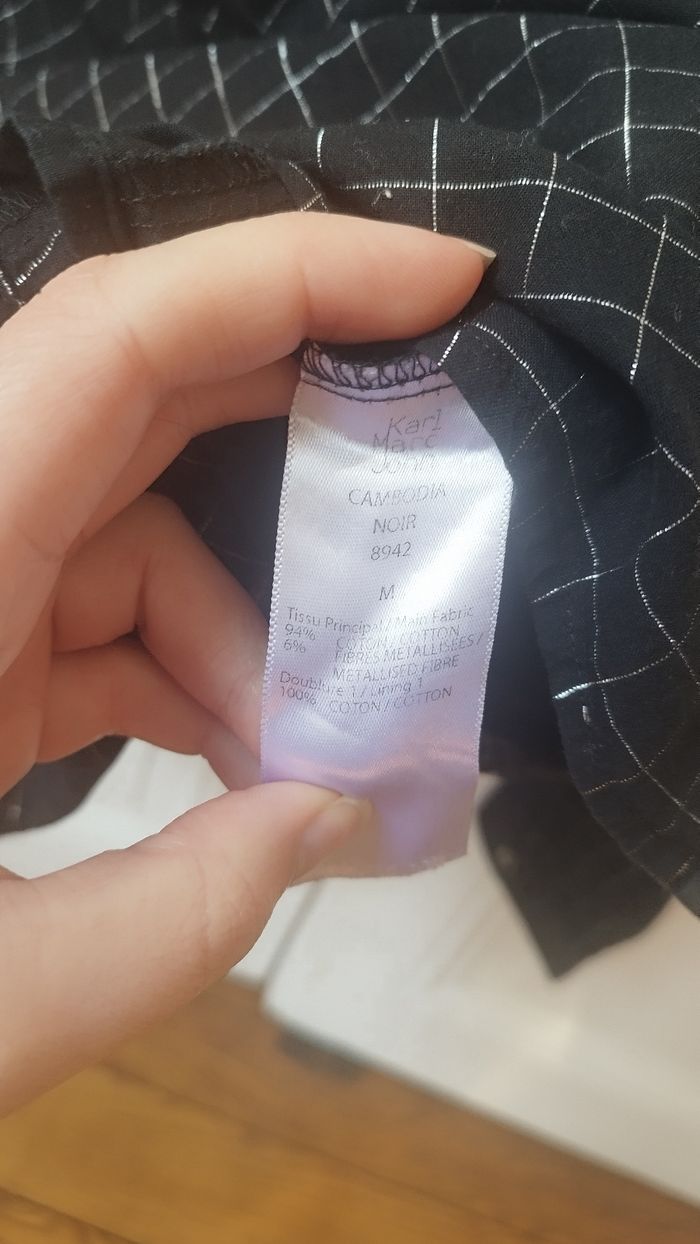 Karl
Marc
John
CAMBODIA
NOIR
8942
M
Tissu Principal / Main Fabric
94% COTON / COTTON
6% FIBRES METALLISEES /
METALLISED FIBRE
Doublure 1 / Lining 1
100% COTON / COTTON